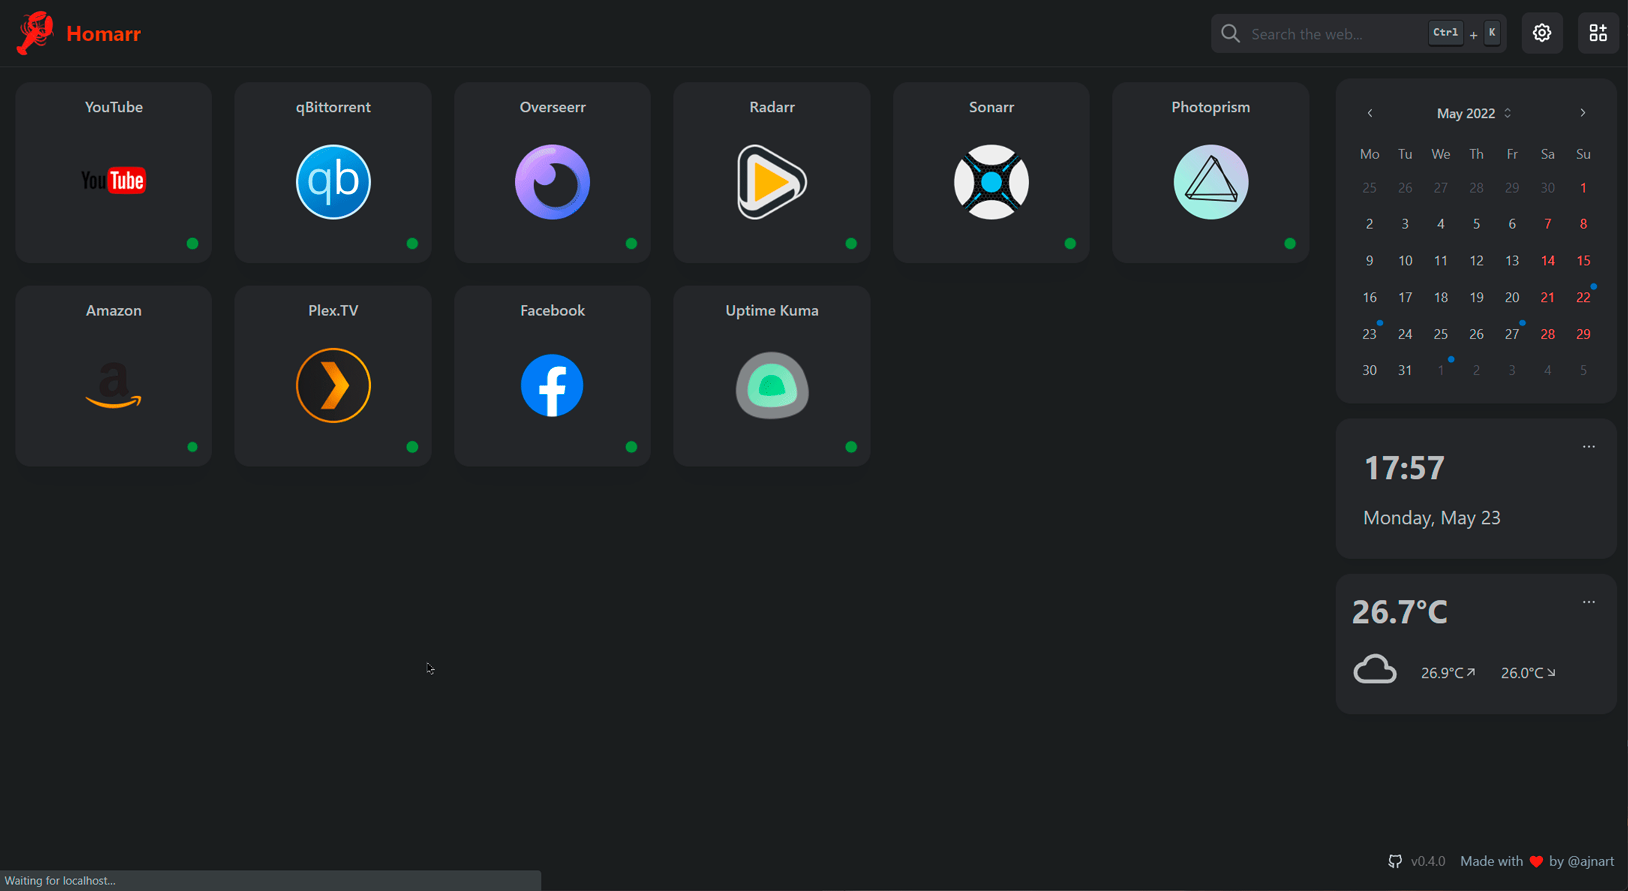 Homarr
Search the web... Ctrl + K
YouTube
YouTube
qBittorrent
qb
Overseerr
Radarr
Sonarr
Photoprism
Amazon
a
Plex.TV
Facebook
f
Uptime Kuma
May 2022
Mo Tu We Th Fr Sa Su
25 26 27 28 29 30 1
2 3 4 5 6 7 8
9 10 11 12 13 14 15
16 17 18 19 20 21 22
23 24 25 26 27 28 29
30 31 1 2 3 4 5
17:57
Monday, May 23
26.7°C
26.9°C↗ 26.0°C↘
v0.4.0 Made with ❤ by @ajnart
Waiting for localhost...